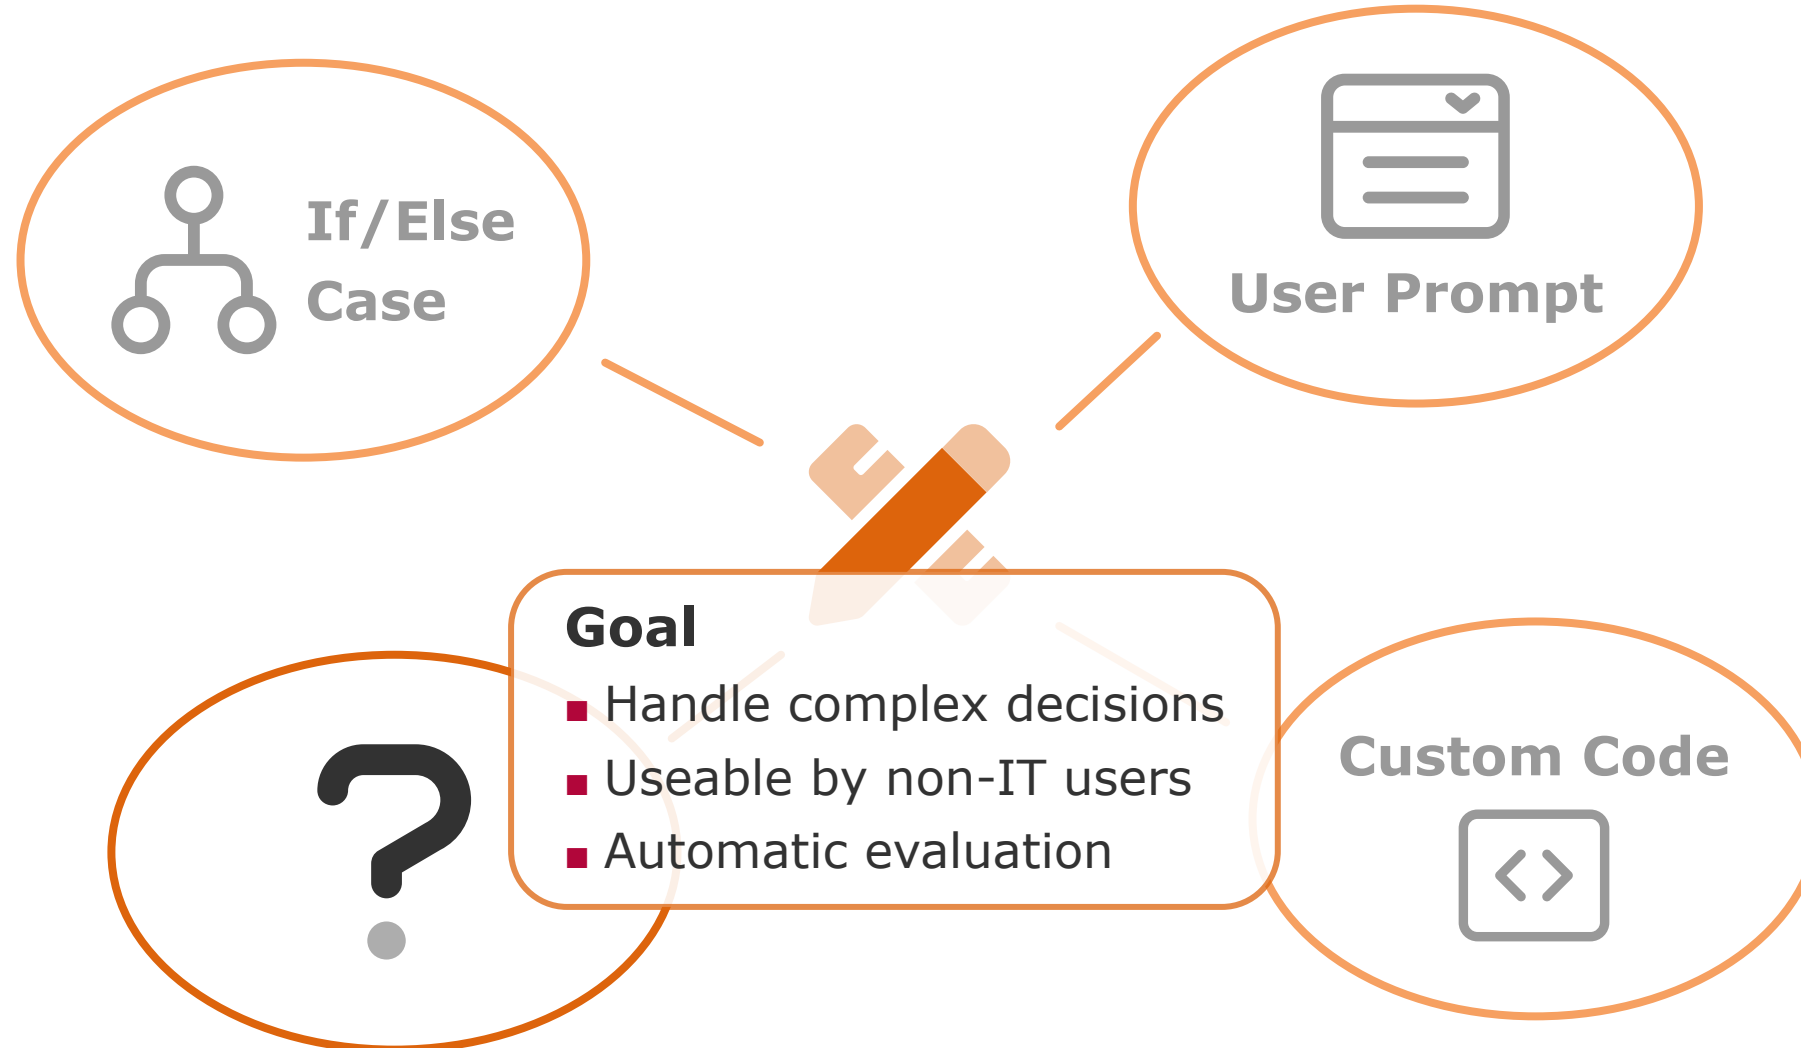 If/Else
Case
User Prompt
Goal
■ Handle complex decisions
■ Useable by non-IT users
■ Automatic evaluation
?
Custom Code
<>